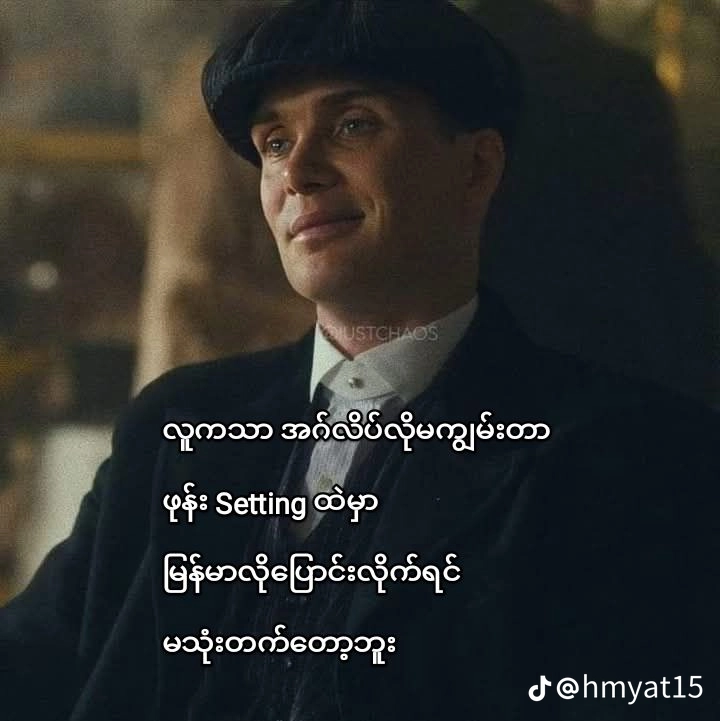 @JUSTCHAOS
လူကသာ အင်္ဂလိပ်လိုမကျွမ်းတာ
ဖုန်း Setting ထဲမှာ
မြန်မာလိုပြောင်းလိုက်ရင်
မသုံးတက်တော့ဘူး
@hmyat15